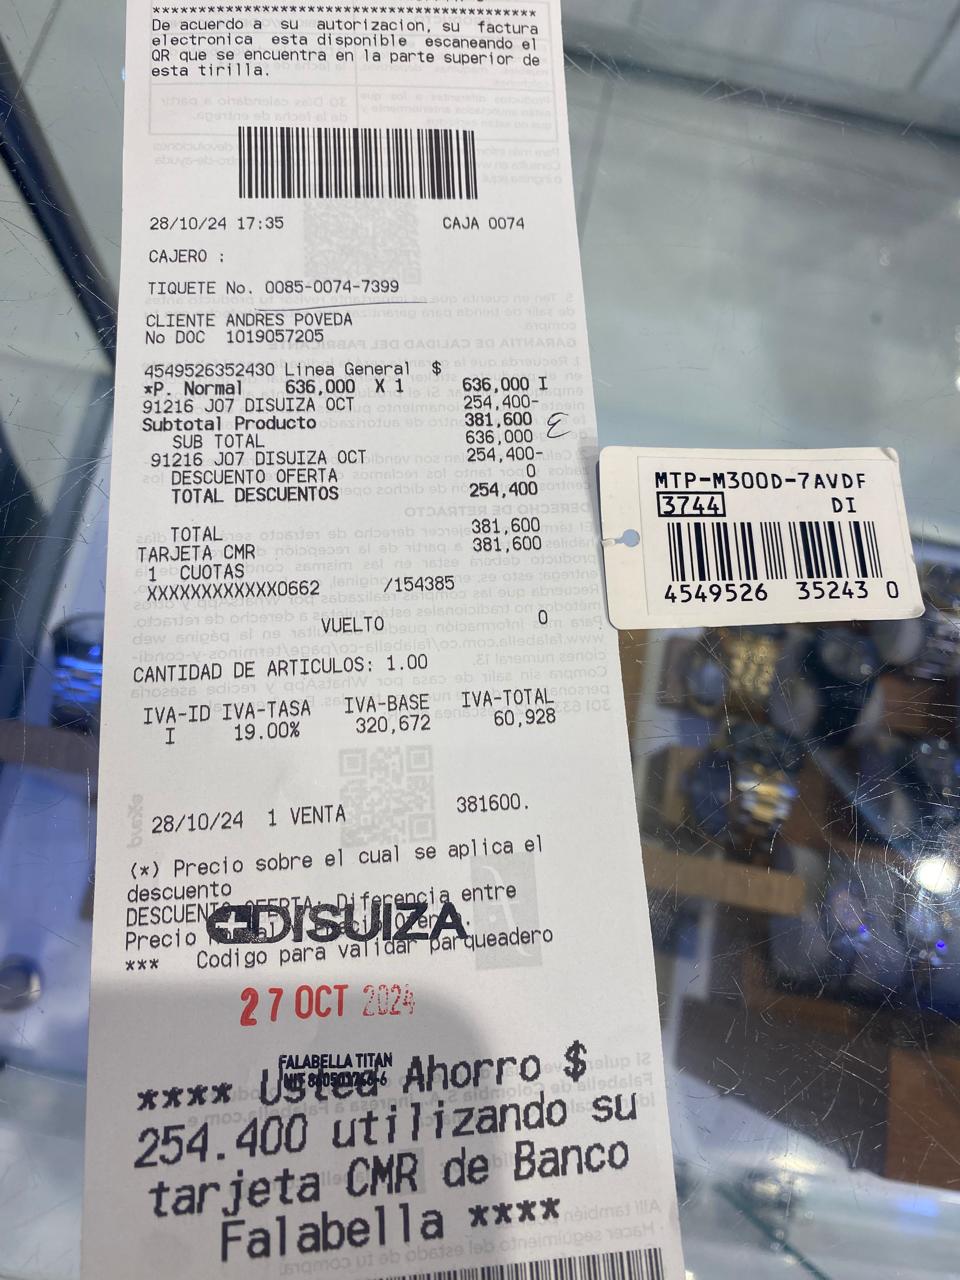 ****************************************
De acuerdo a su autorizacion, su factura
electronica esta disponible escaneando el
QR que se encuentra en la parte superior de
esta tirilla.
28/10/24 17:35 CAJA 0074
CAJERO :
TIQUETE No. 0085-0074-7399
CLIENTE ANDRES POVEDA
No DOC 1019057205
4549526352430 Linea General $
*P. Normal 636,000 X 1 636,000 I
91216 J07 DISUIZA OCT 254,400-
Subtotal Producto 381,600
SUB TOTAL 636,000
91216 J07 DISUIZA OCT 254,400-
DESCUENTO OFERTA 0
TOTAL DESCUENTOS 254,400
TOTAL 381,600
TARJETA CMR 381,600
1 CUOTAS
XXXXXXXXXXXX0662 /154385
VUELTO 0
CANTIDAD DE ARTICULOS: 1.00
IVA-ID IVA-TASA IVA-BASE IVA-TOTAL
I 19.00% 320,672 60,928
28/10/24 1 VENTA 381600.
(*) Precio sobre el cual se aplica el
descuento
DESCUENTO OFERTA: Diferencia entre
Precio
DISUIZA
*** Codigo para validar parqueadero
27 OCT 2024
FALABELLA TITAN
**** Usted Ahorro $
254.400 utilizando su
tarjeta CMR de Banco
Falabella ****
MTP-M300D-7AVDF
3744 DI
4549526 35243 0